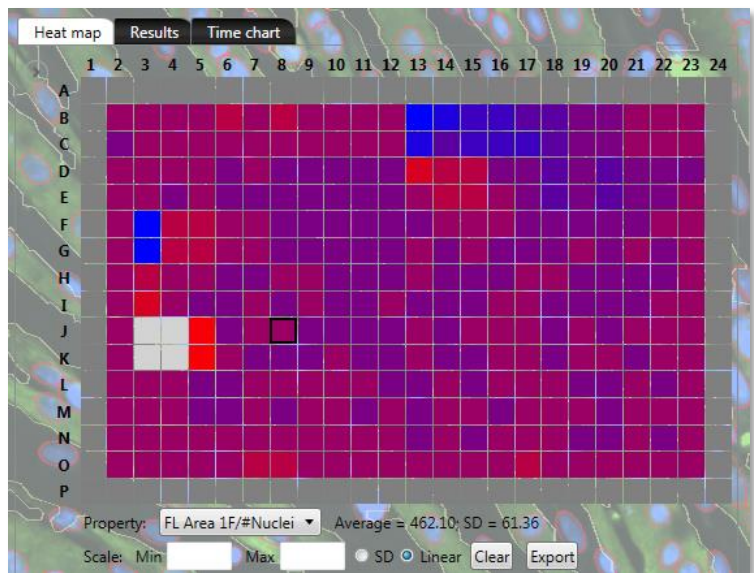 Heat map Results Time chart
1 2 3 4 5 6 7 8 9 10 11 12 13 14 15 16 17 18 19 20 21 22 23 24
A
B
C
D
E
F
G
H
I
J
K
L
M
N
O
P
Property: FL Area 1F/#Nuclei Average = 462.10; SD = 61.36
Scale: Min Max SD Linear Clear Export